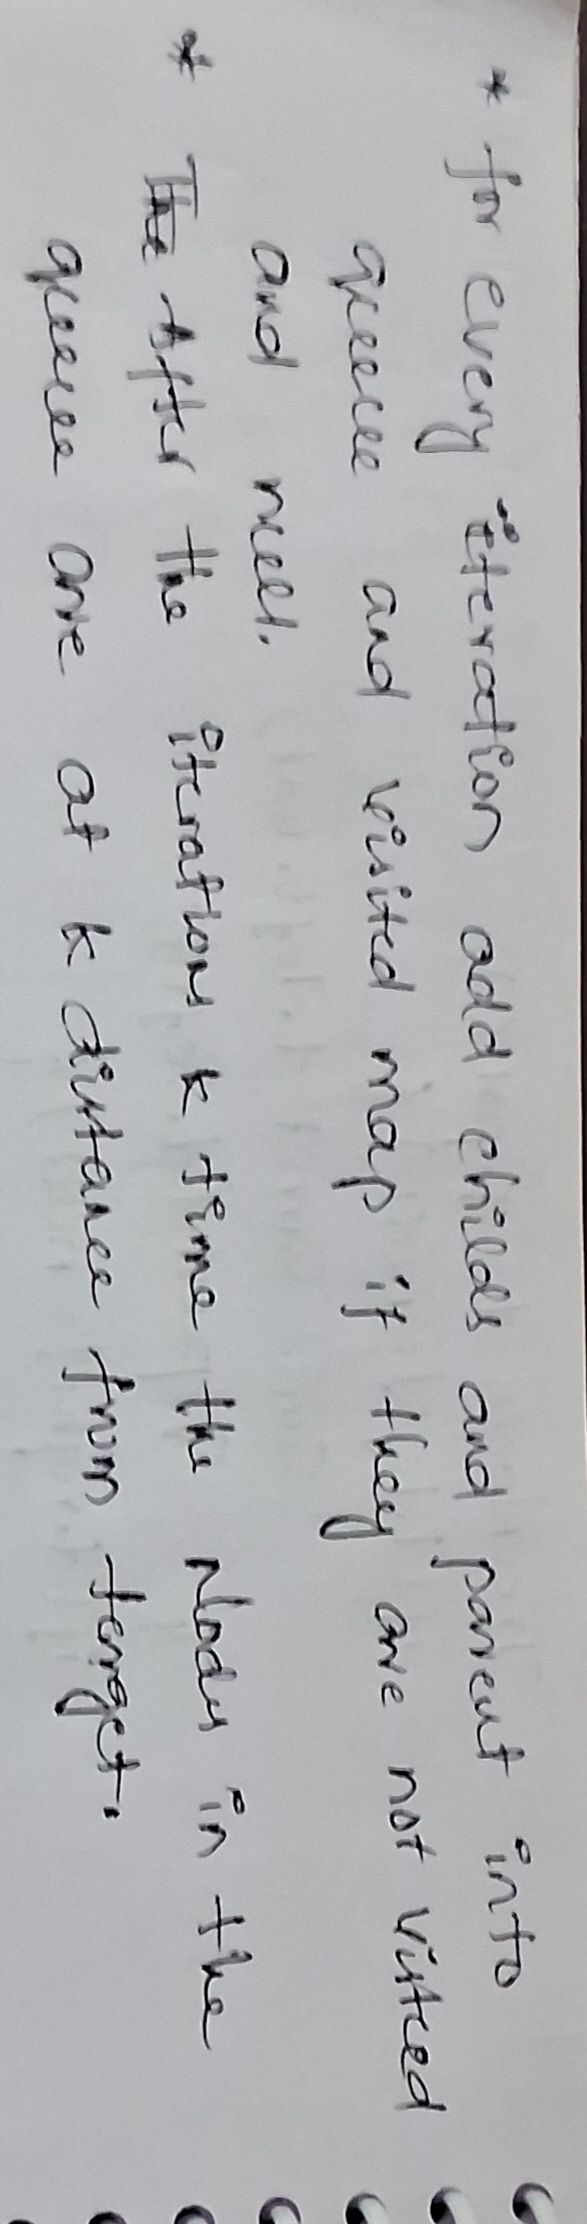 * for every iteration add childs and parent into
queue and visited map if they are not visited
and null.
* The After the iterations k time the Nodes in the
queue are at k distance from target.